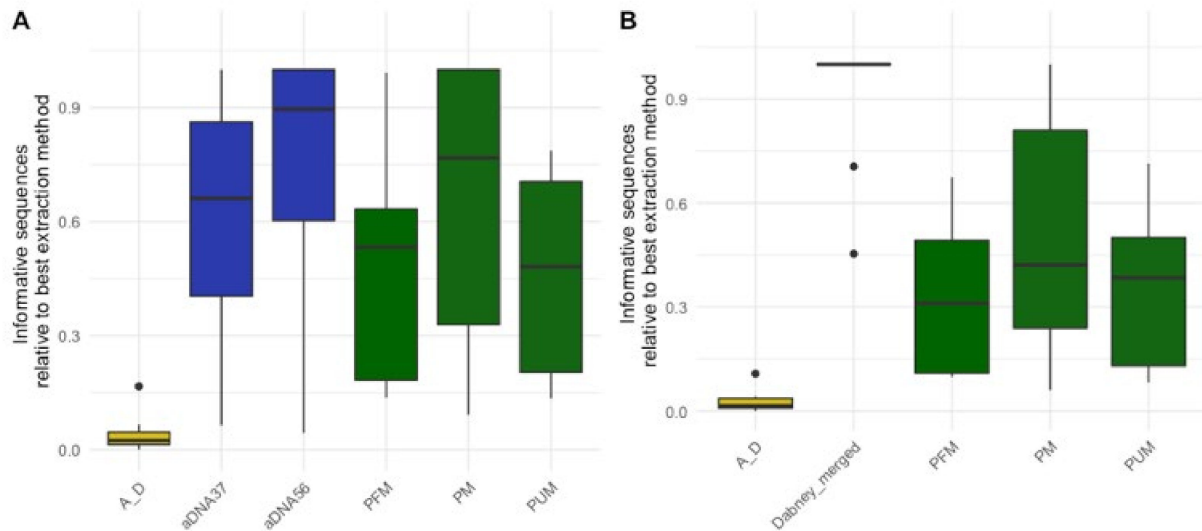 A
Informative sequences
relative to best extraction method
0.9
0.6
0.3
0.0
A_D
aDNA37
aDNA56
PFM
PM
PUM
B
Informative sequences
relative to best extraction method
0.9
0.6
0.3
0.0
A_D
Dabney_merged
PFM
PM
PUM